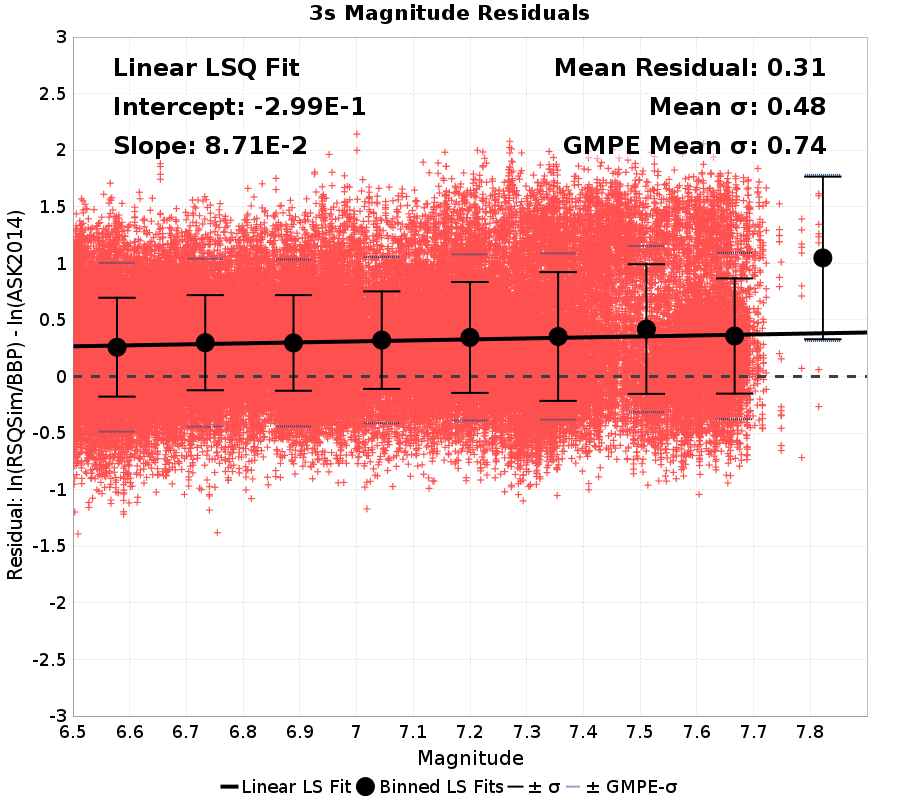 3s Magnitude Residuals
Linear LSQ Fit
Intercept: -2.99E-1
Slope: 8.71E-2
Mean Residual: 0.31
Mean σ: 0.48
GMPE Mean σ: 0.74
Residual: ln(RSQSim/BBP) - ln(ASK2014)
3
2.5
2
1.5
1
0.5
0
-0.5
-1
-1.5
-2
-2.5
-3
6.5 6.6 6.7 6.8 6.9 7 7.1 7.2 7.3 7.4 7.5 7.6 7.7 7.8
Magnitude
Linear LS Fit Binned LS Fits ± σ ± GMPE-σ